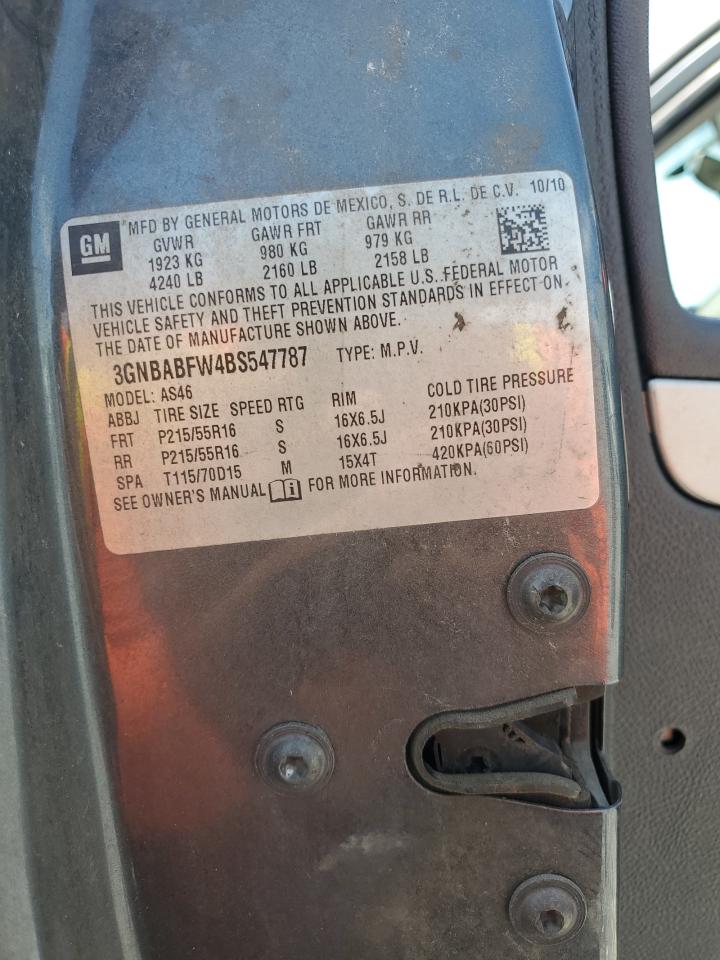 MFD BY GENERAL MOTORS DE MEXICO, S. DE R.L. DE C.V. 10/10
GM
GVWR GAWR FRT GAWR RR
1923 KG 980 KG 979 KG
4240 LB 2160 LB 2158 LB
THIS VEHICLE CONFORMS TO ALL APPLICABLE U.S. FEDERAL MOTOR
VEHICLE SAFETY AND THEFT PREVENTION STANDARDS IN EFFECT ON
THE DATE OF MANUFACTURE SHOWN ABOVE.
3GNBABFW4BS547787 TYPE: M.P.V.
MODEL: AS46
ABBJ TIRE SIZE SPEED RTG RIM COLD TIRE PRESSURE
FRT P215/55R16 S 16X6.5J 210KPA(30PSI)
RR P215/55R16 S 16X6.5J 210KPA(30PSI)
SPA T115/70D15 M 15X4T 420KPA(60PSI)
SEE OWNER'S MANUAL FOR MORE INFORMATION.